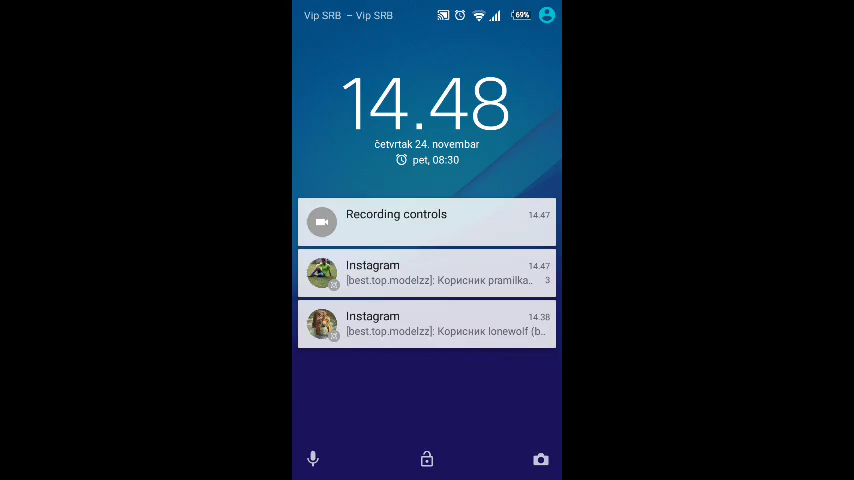 Vip SRB – Vip SRB 69%
14.48
četvrtak 24. novembar
pet, 08:30
Recording controls 14.47
Instagram 14.47
[best.top.modelzz]: Корисник pramilka.. 3
Instagram 14.38
[best.top.modelzz]: Корисник lonewolf (b..